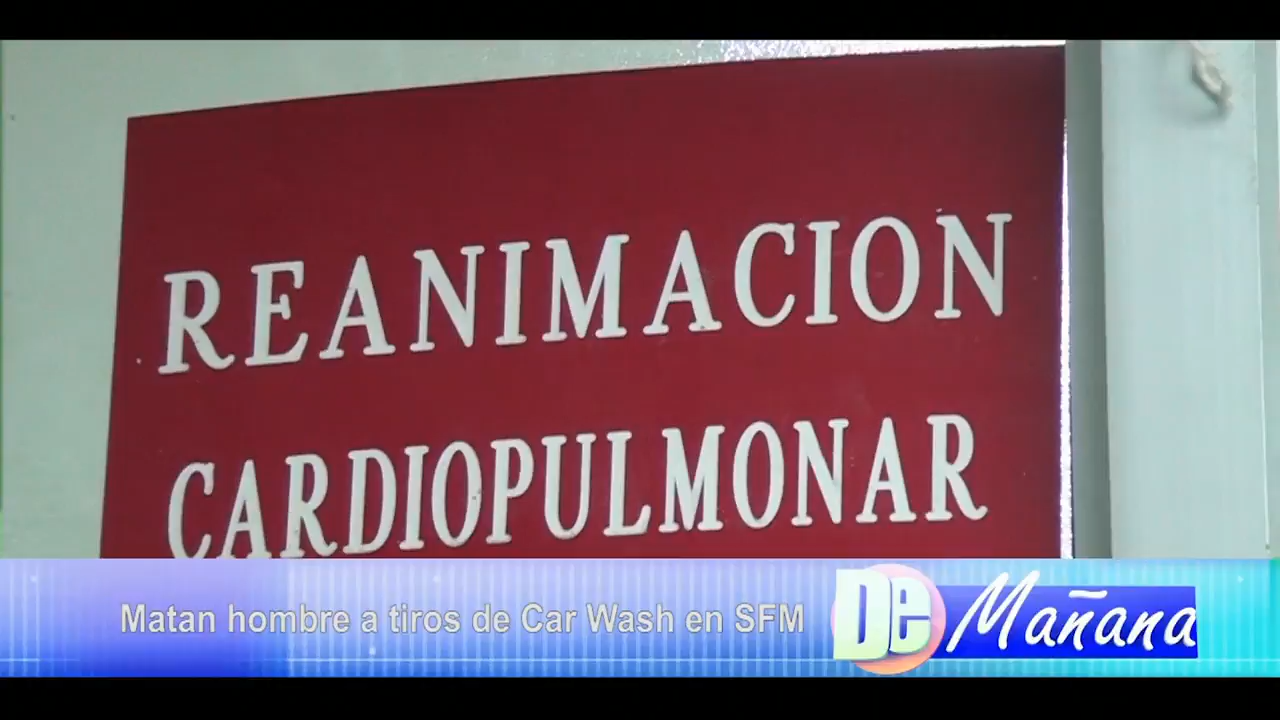 REANIMACION
CARDIOPULMONAR
Matan hombre a tiros de Car Wash en SFM
De Mañana